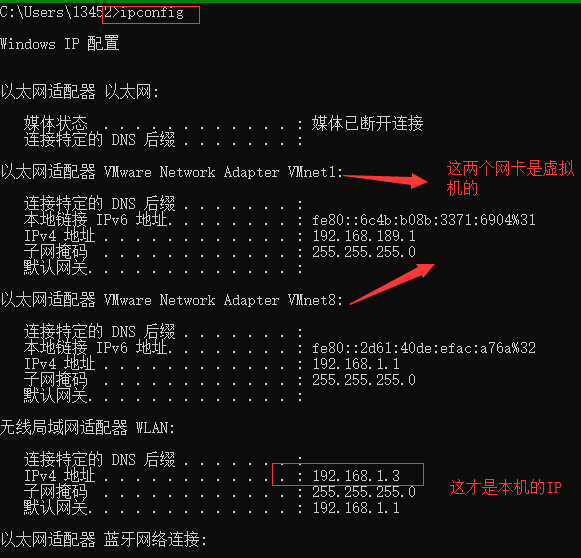 C:\Users\13452>ipconfig
Windows IP 配置
以太网适配器 以太网:
媒体状态 . . . . . . . . . . . . : 媒体已断开连接
连接特定的 DNS 后缀 . . . . . . . :
以太网适配器 VMware Network Adapter VMnet1:
这两个网卡是虚拟
机的
连接特定的 DNS 后缀 . . . . . . . :
本地链接 IPv6 地址. . . . . . . . : fe80::6c4b:b08b:3371:6904%31
IPv4 地址 . . . . . . . . . . . . : 192.168.189.1
子网掩码 . . . . . . . . . . . . : 255.255.255.0
默认网关. . . . . . . . . . . . . :
以太网适配器 VMware Network Adapter VMnet8:
连接特定的 DNS 后缀 . . . . . . . :
本地链接 IPv6 地址. . . . . . . . : fe80::2d61:40de:efac:a76a%32
IPv4 地址 . . . . . . . . . . . . : 192.168.1.1
子网掩码 . . . . . . . . . . . . : 255.255.255.0
默认网关. . . . . . . . . . . . . :
无线局域网适配器 WLAN:
连接特定的 DNS 后缀 . . . . . . . :
IPv4 地址 . . . . . . . . . . . . : 192.168.1.3
子网掩码 . . . . . . . . . . . . : 255.255.255.0
这才是本机的IP
默认网关. . . . . . . . . . . . . : 192.168.1.1
以太网适配器 蓝牙网络连接: